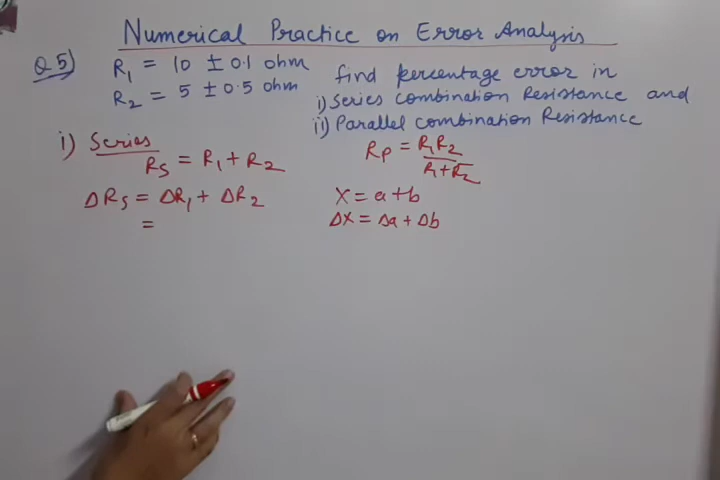 Numerical Practice on Error Analysis
Q5) R₁ = 10 ± 0.1 ohm
R₂ = 5 ± 0.5 ohm
find percentage error in
i) Series combination Resistance and
ii) Parallel combination Resistance
i) Series
Rs = R₁ + R₂
ΔRs = ΔR₁ + ΔR₂
=
Rp = R₁R₂ / R₁+R₂
X = a+b
ΔX = Δa + Δb